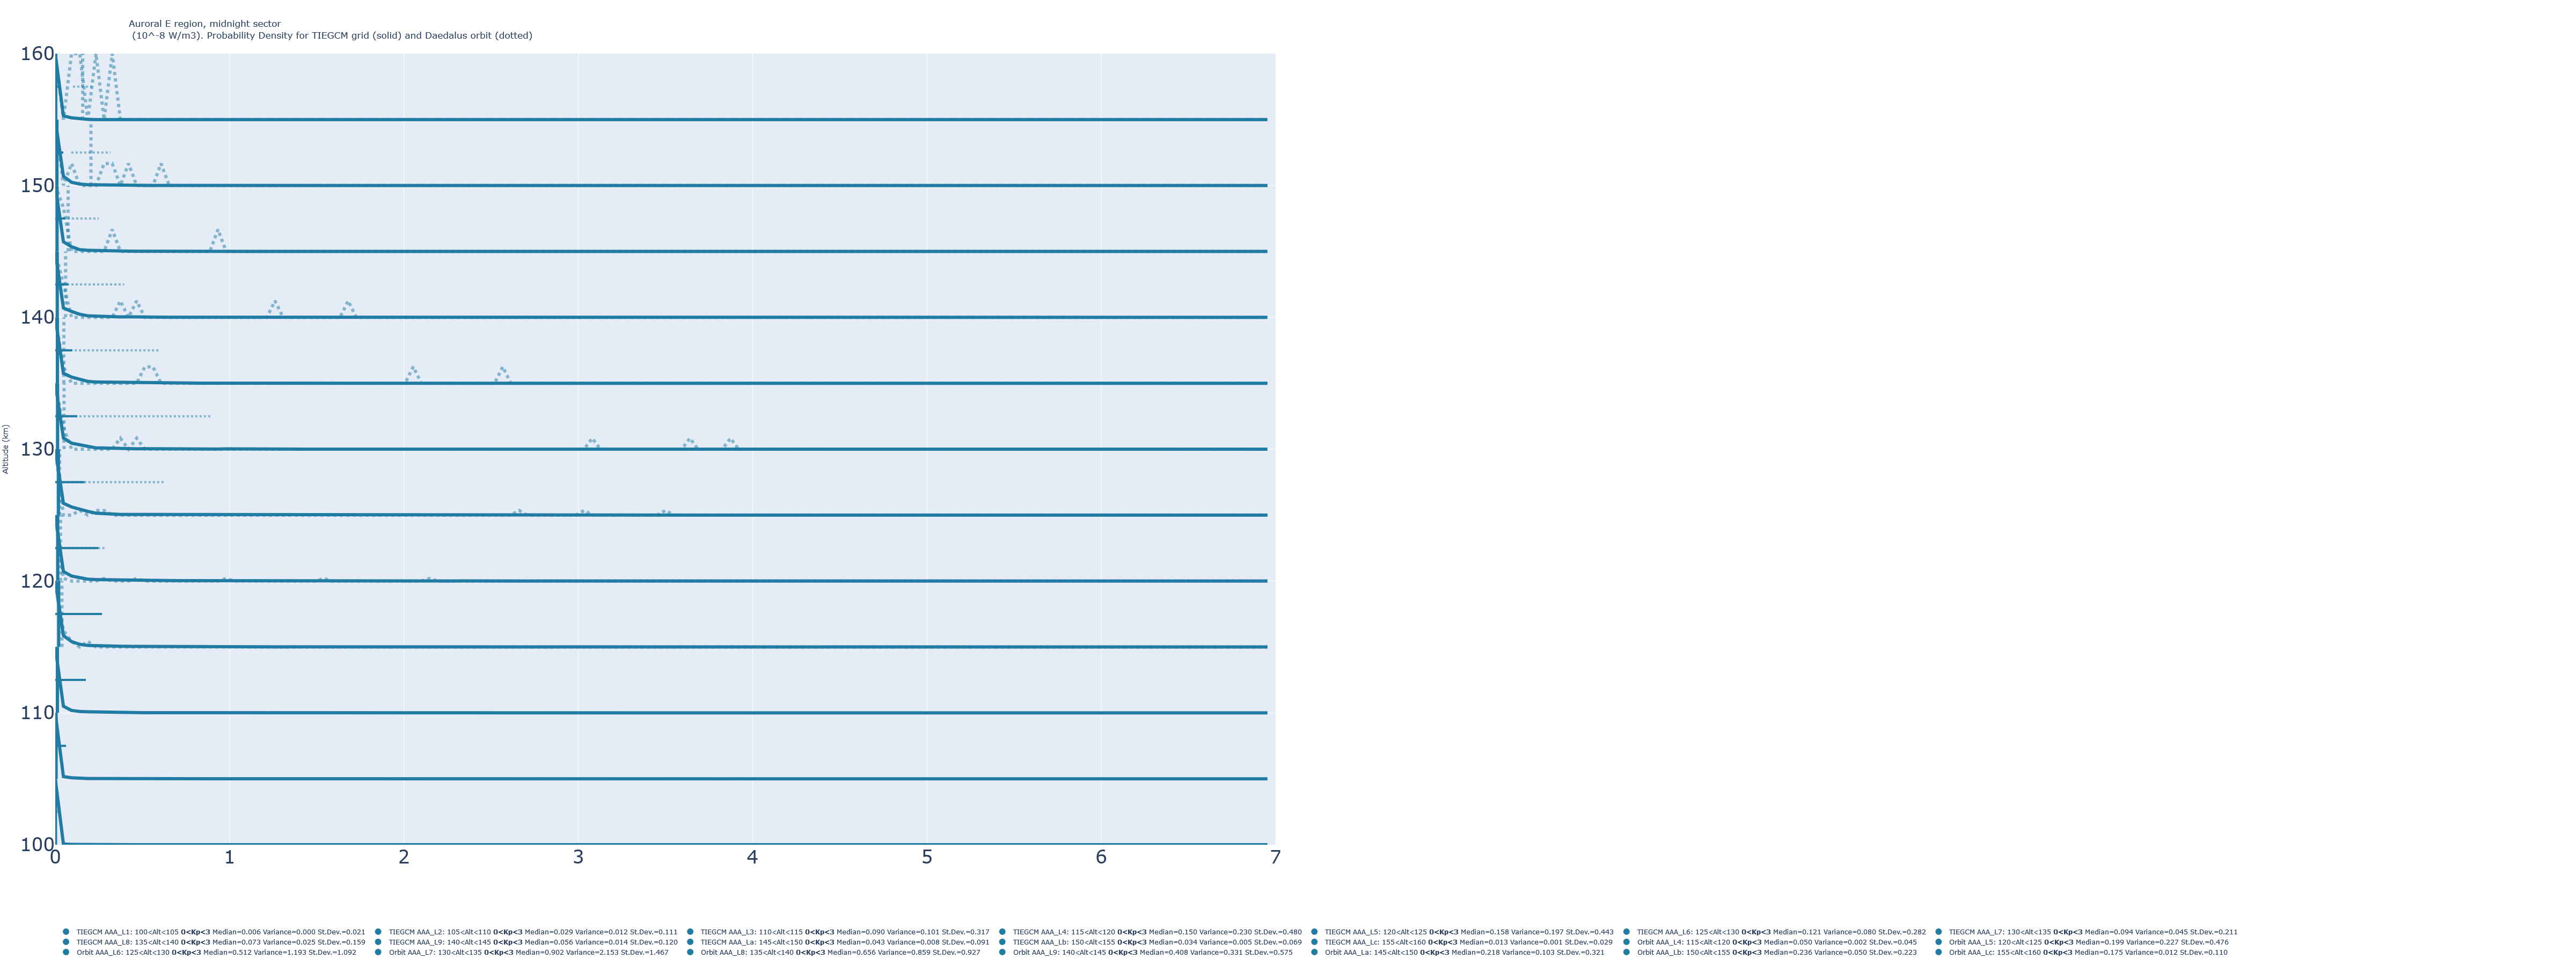 Auroral E region, midnight sector
(10^-8 W/m3). Probability Density for TIEGCM grid (solid) and Daedalus orbit (dotted)
160
150
140
130
120
110
100
Altitude (km)
0 1 2 3 4 5 6 7
TIEGCM AAA_L1: 100<Alt<105 0<Kp<3 Median=0.006 Variance=0.000 St.Dev.=0.021 TIEGCM AAA_L2: 105<Alt<110 0<Kp<3 Median=0.029 Variance=0.012 St.Dev.=0.111 TIEGCM AAA_L3: 110<Alt<115 0<Kp<3 Median=0.090 Variance=0.101 St.Dev.=0.317 TIEGCM AAA_L4: 115<Alt<120 0<Kp<3 Median=0.150 Variance=0.230 St.Dev.=0.480 TIEGCM AAA_L5: 120<Alt<125 0<Kp<3 Median=0.158 Variance=0.197 St.Dev.=0.443 TIEGCM AAA_L6: 125<Alt<130 0<Kp<3 Median=0.121 Variance=0.080 St.Dev.=0.282 TIEGCM AAA_L7: 130<Alt<135 0<Kp<3 Median=0.094 Variance=0.045 St.Dev.=0.211
TIEGCM AAA_L8: 135<Alt<140 0<Kp<3 Median=0.073 Variance=0.025 St.Dev.=0.159 TIEGCM AAA_L9: 140<Alt<145 0<Kp<3 Median=0.056 Variance=0.014 St.Dev.=0.120 TIEGCM AAA_La: 145<Alt<150 0<Kp<3 Median=0.043 Variance=0.008 St.Dev.=0.091 TIEGCM AAA_Lb: 150<Alt<155 0<Kp<3 Median=0.034 Variance=0.005 St.Dev.=0.069 TIEGCM AAA_Lc: 155<Alt<160 0<Kp<3 Median=0.013 Variance=0.001 St.Dev.=0.029 Orbit AAA_L4: 115<Alt<120 0<Kp<3 Median=0.050 Variance=0.002 St.Dev.=0.045 Orbit AAA_L5: 120<Alt<125 0<Kp<3 Median=0.199 Variance=0.227 St.Dev.=0.476
Orbit AAA_L6: 125<Alt<130 0<Kp<3 Median=0.512 Variance=1.193 St.Dev.=1.092 Orbit AAA_L7: 130<Alt<135 0<Kp<3 Median=0.902 Variance=2.153 St.Dev.=1.467 Orbit AAA_L8: 135<Alt<140 0<Kp<3 Median=0.656 Variance=0.859 St.Dev.=0.927 Orbit AAA_L9: 140<Alt<145 0<Kp<3 Median=0.408 Variance=0.331 St.Dev.=0.575 Orbit AAA_La: 145<Alt<150 0<Kp<3 Median=0.218 Variance=0.103 St.Dev.=0.321 Orbit AAA_Lb: 150<Alt<155 0<Kp<3 Median=0.236 Variance=0.050 St.Dev.=0.223 Orbit AAA_Lc: 155<Alt<160 0<Kp<3 Median=0.175 Variance=0.012 St.Dev.=0.110